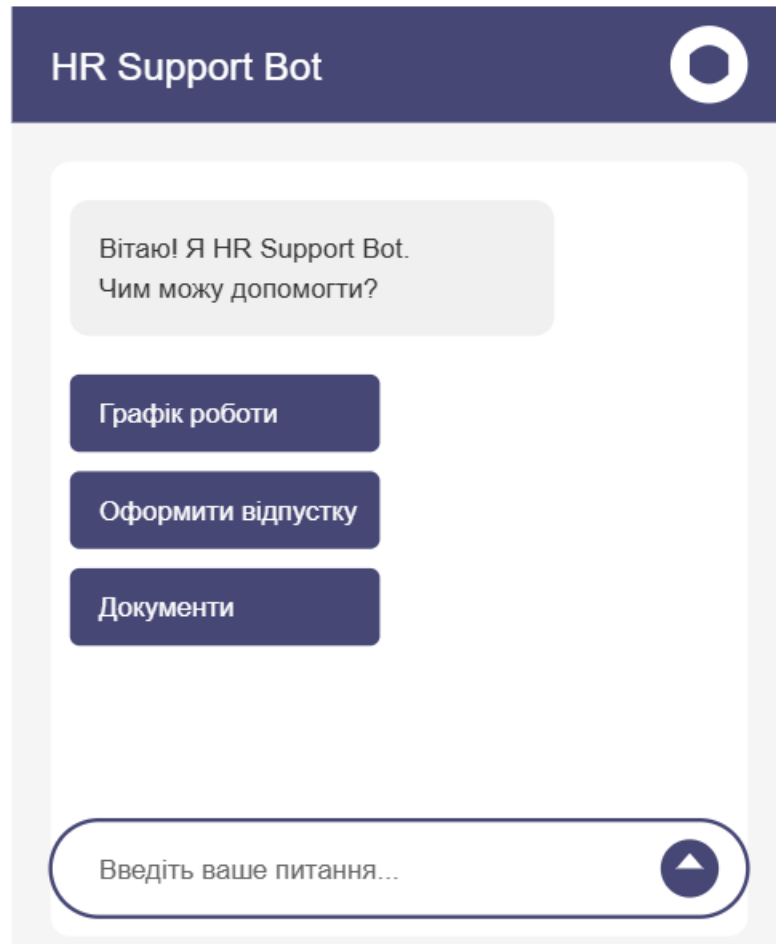 HR Support Bot
Вітаю! Я HR Support Bot.
Чим можу допомогти?
Графік роботи
Оформити відпустку
Документи
Введіть ваше питання...